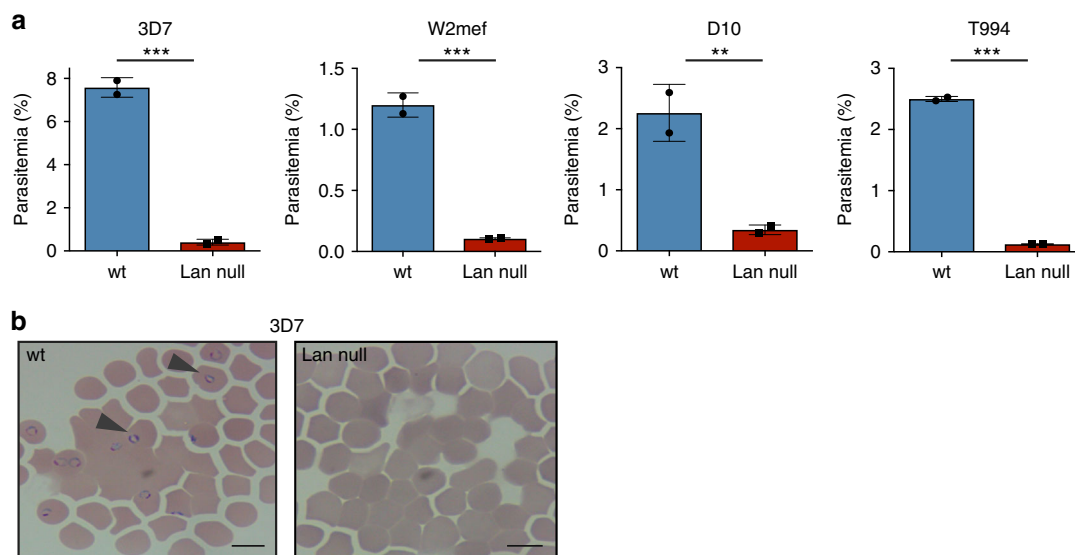 a
3D7
***
Parasitemia (%)
8
6
4
2
0
wt
Lan null
W2mef
***
Parasitemia (%)
1.5
1.0
0.5
0.0
wt
Lan null
D10
**
Parasitemia (%)
3
2
1
0
wt
Lan null
T994
***
Parasitemia (%)
3
2
1
0
wt
Lan null
b
3D7
wt
Lan null